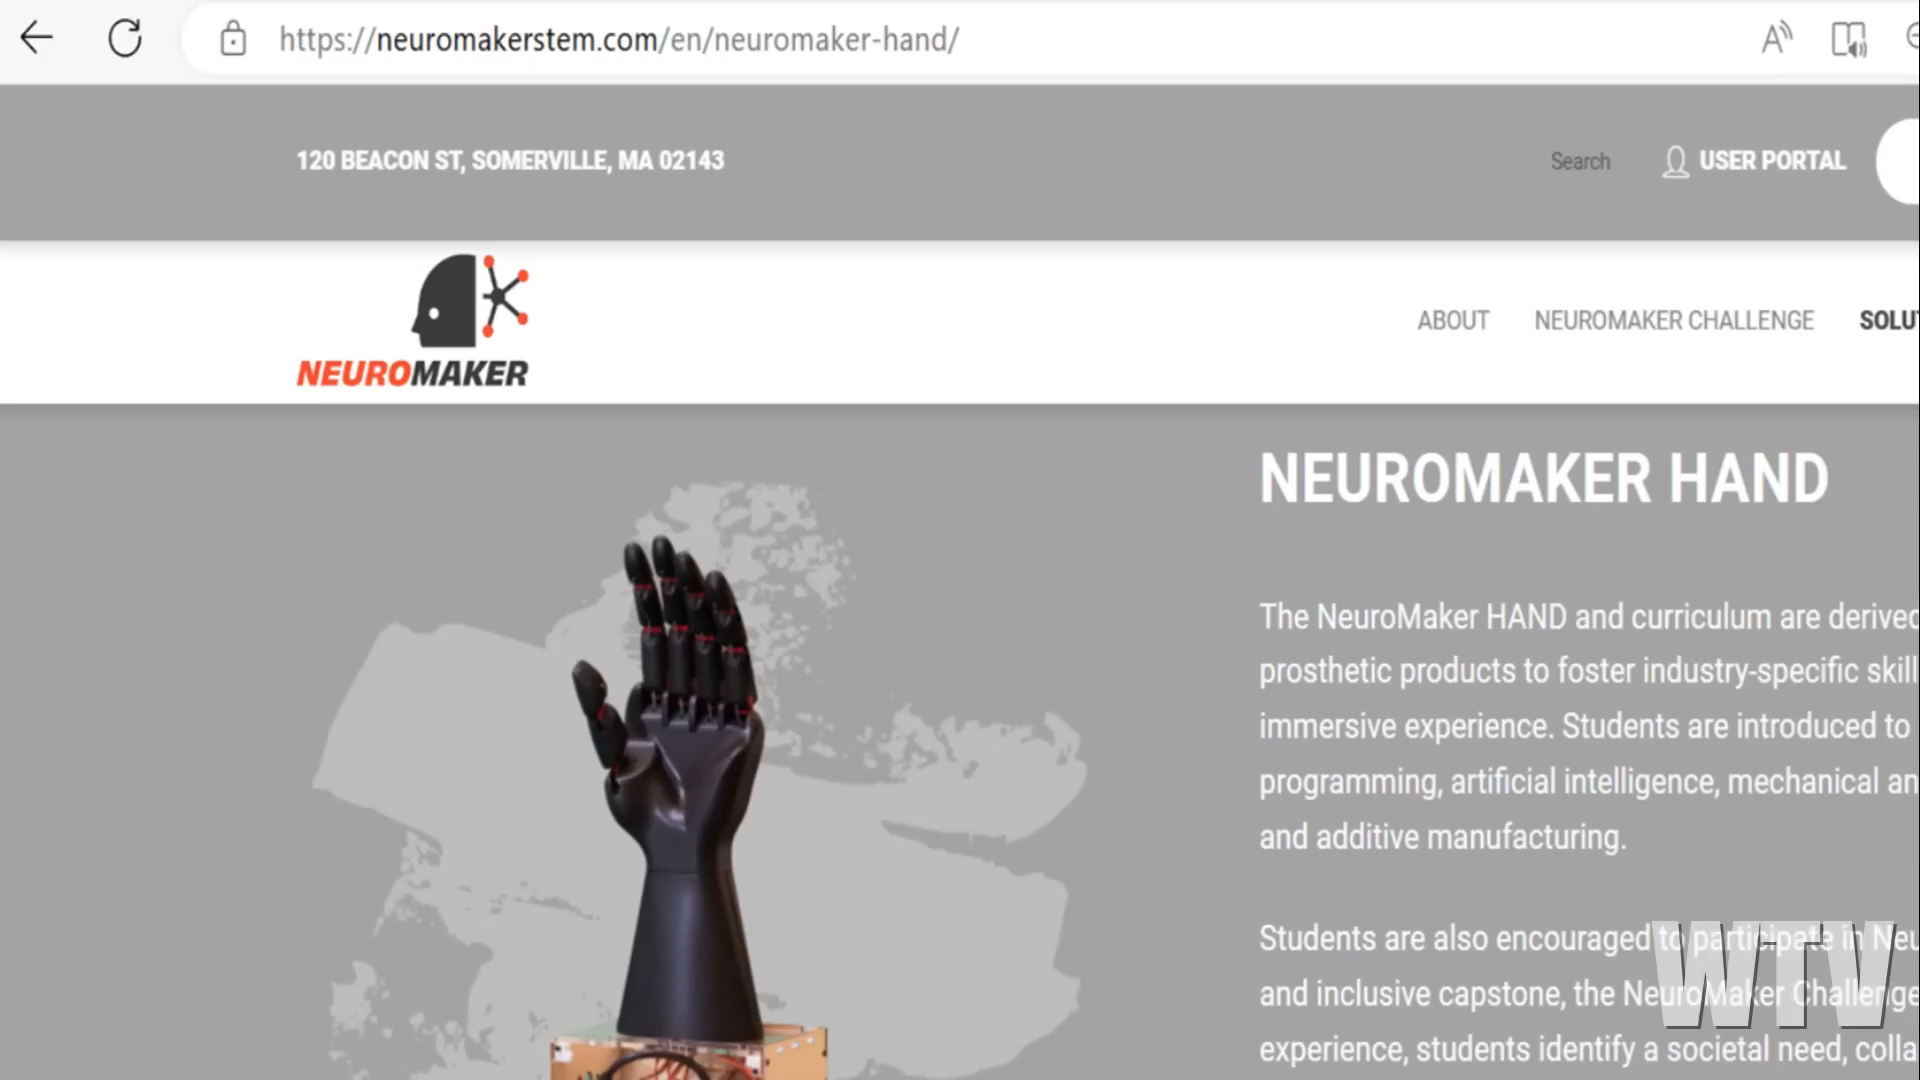 https://neuromakerstem.com/en/neuromaker-hand/
120 BEACON ST, SOMERVILLE, MA 02143
Search
USER PORTAL
NEUROMAKER
ABOUT
NEUROMAKER CHALLENGE
SOLUT
NEUROMAKER HAND
The NeuroMaker HAND and curriculum are derived
prosthetic products to foster industry-specific skill
immersive experience. Students are introduced to
programming, artificial intelligence, mechanical an
and additive manufacturing.
Students are also encouraged to participate in Neu
and inclusive capstone, the NeuroMaker Challenge
experience, students identify a societal need, colla
WTV